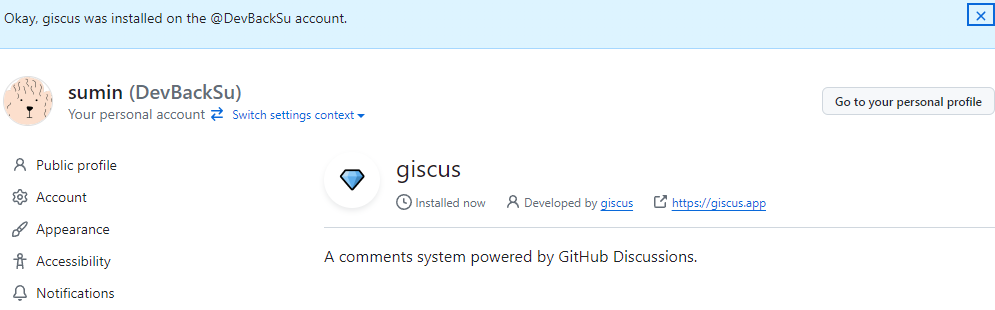 Okay, giscus was installed on the @DevBackSu account.
sumin (DevBackSu)
Your personal account Switch settings context
Go to your personal profile
Public profile
Account
Appearance
Accessibility
Notifications
giscus
Installed now Developed by giscus https://giscus.app
A comments system powered by GitHub Discussions.